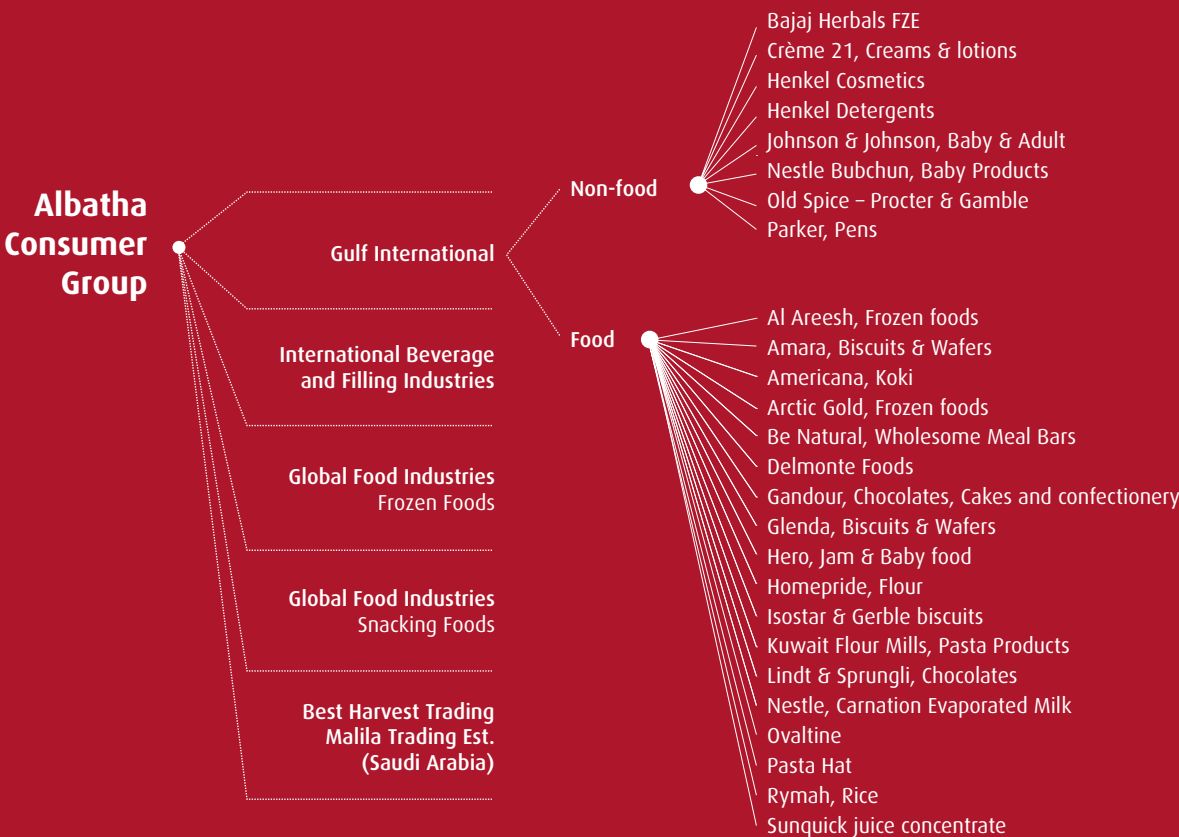 Albatha
Consumer
Group
Gulf International
International Beverage
and Filling Industries
Global Food Industries
Frozen Foods
Global Food Industries
Snacking Foods
Best Harvest Trading
Malila Trading Est.
(Saudi Arabia)
Non-food
Bajaj Herbals FZE
Crème 21, Creams & lotions
Henkel Cosmetics
Henkel Detergents
Johnson & Johnson, Baby & Adult
Nestle Bubchun, Baby Products
Old Spice – Procter & Gamble
Parker, Pens
Food
Al Areesh, Frozen foods
Amara, Biscuits & Wafers
Americana, Koki
Arctic Gold, Frozen foods
Be Natural, Wholesome Meal Bars
Delmonte Foods
Gandour, Chocolates, Cakes and confectionery
Glenda, Biscuits & Wafers
Hero, Jam & Baby food
Homepride, Flour
Isostar & Gerble biscuits
Kuwait Flour Mills, Pasta Products
Lindt & Sprungli, Chocolates
Nestle, Carnation Evaporated Milk
Ovaltine
Pasta Hat
Rymah, Rice
Sunquick juice concentrate